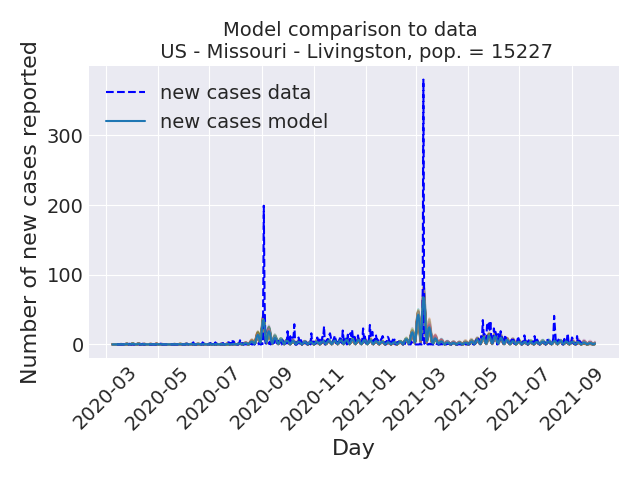 Model comparison to data
US - Missouri - Livingston, pop. = 15227
Number of new cases reported
new cases data
new cases model
300
200
100
0
2020-03
2020-05
2020-07
2020-09
2020-11
2021-01
2021-03
2021-05
2021-07
2021-09
Day